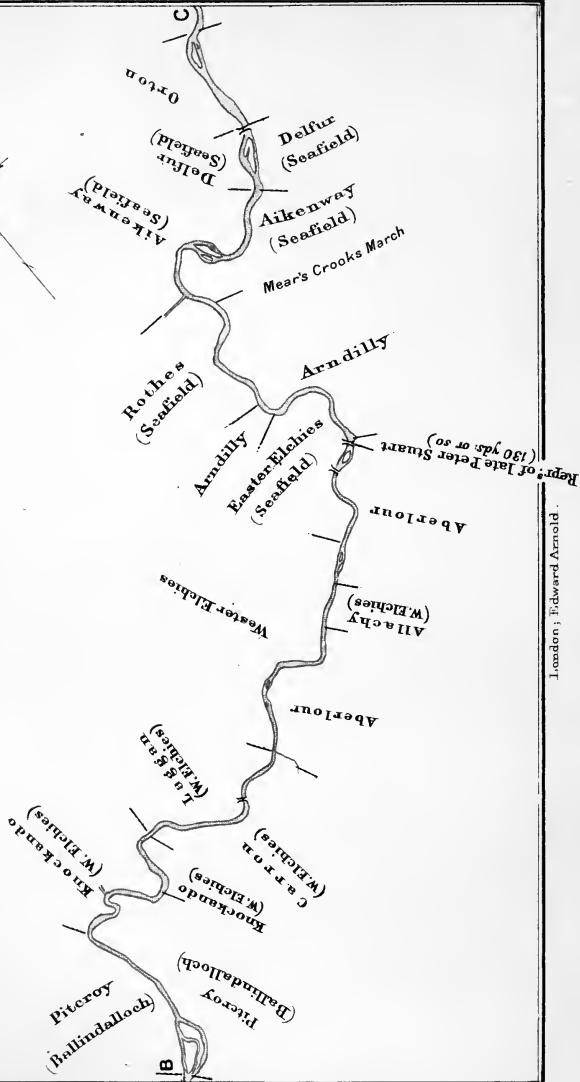 C
Orton
Delfur
(Seafield)
Delfur
(Seafield)
Aikenway
(Seafield)
Aikenway
(Seafield)
Mear's Crooks March
Rothes
(Seafield)
Arndilly
Arndilly
Easter Elchies
(Seafield)
Reprs. of late Peter Stuart
(130 yds. or so)
Aberlour
Wester Elchies
Allachy
(W. Elchies)
Aberlour
Laggan
(W. Elchies)
Carron
(W. Elchies)
Knockando
(W. Elchies)
Knockando
(W. Elchies)
Pitcroy
(Ballindalloch)
Pitcroy
(Ballindalloch)
B
London ; Edward Arnold.